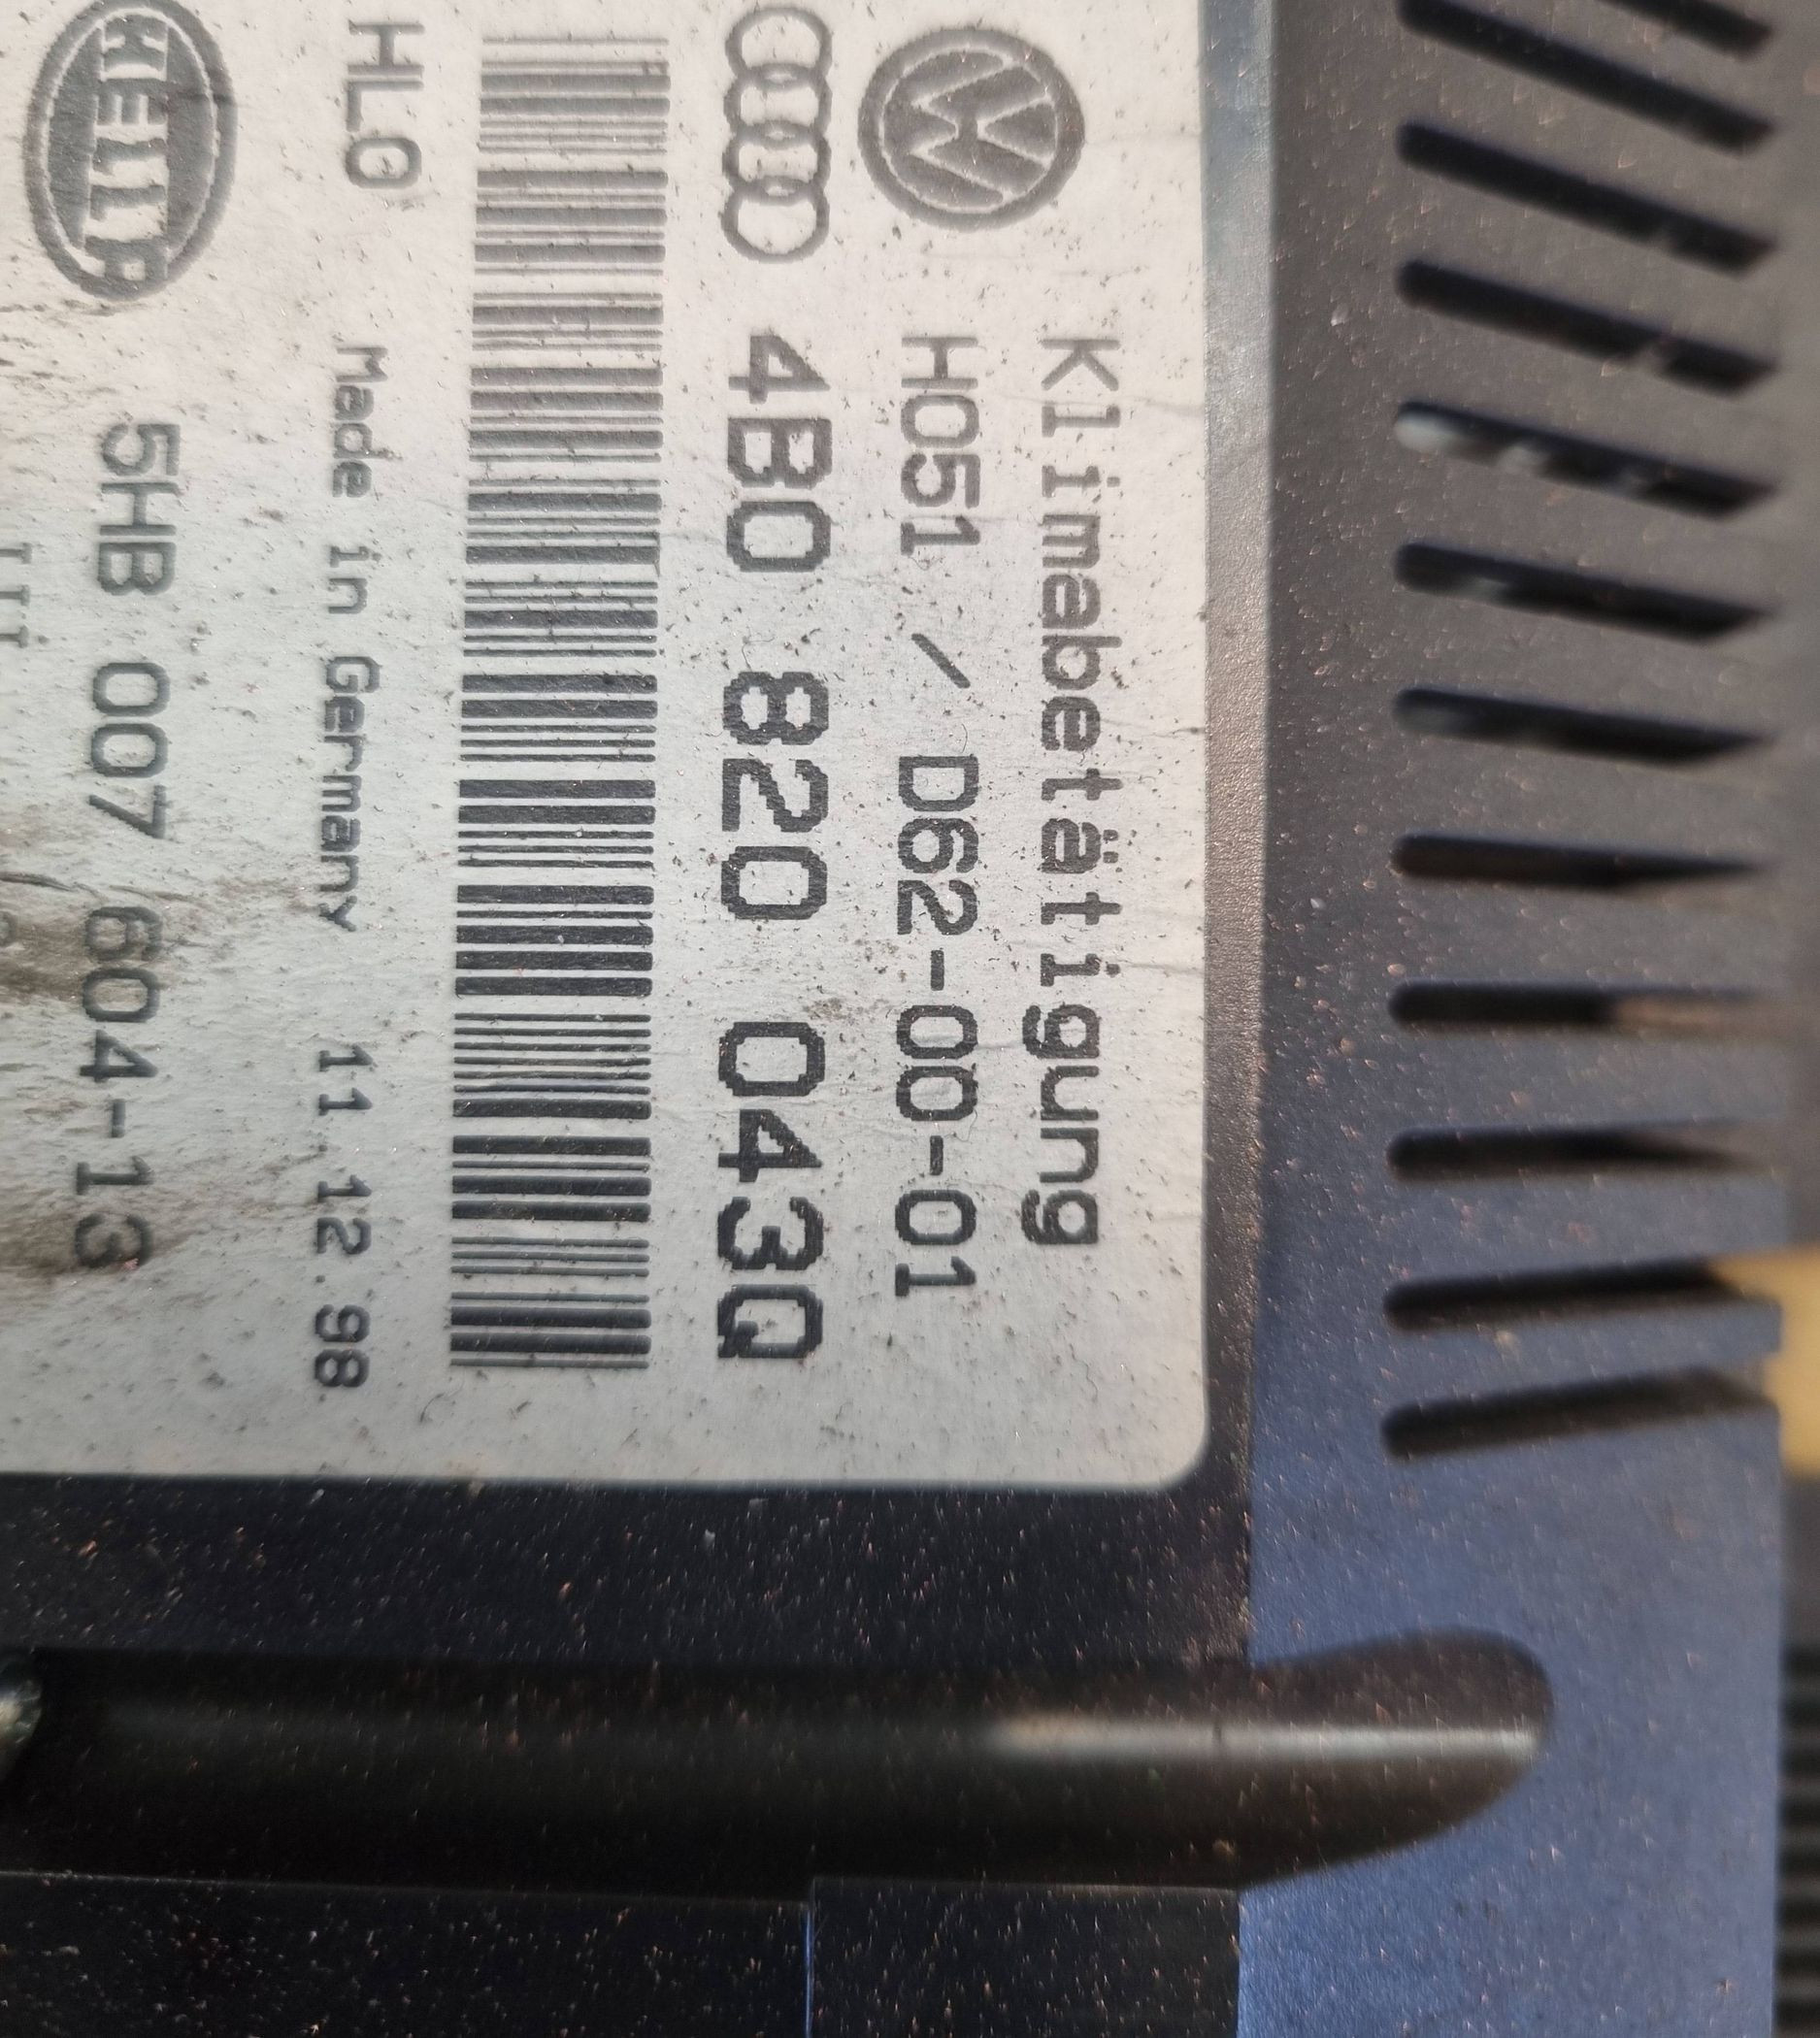 Klimabetätigung
H051 / D62-00-01
4B0 820 043Q
HLO Made in Germany 11.12.98
HELLA 5HB 007 604-13